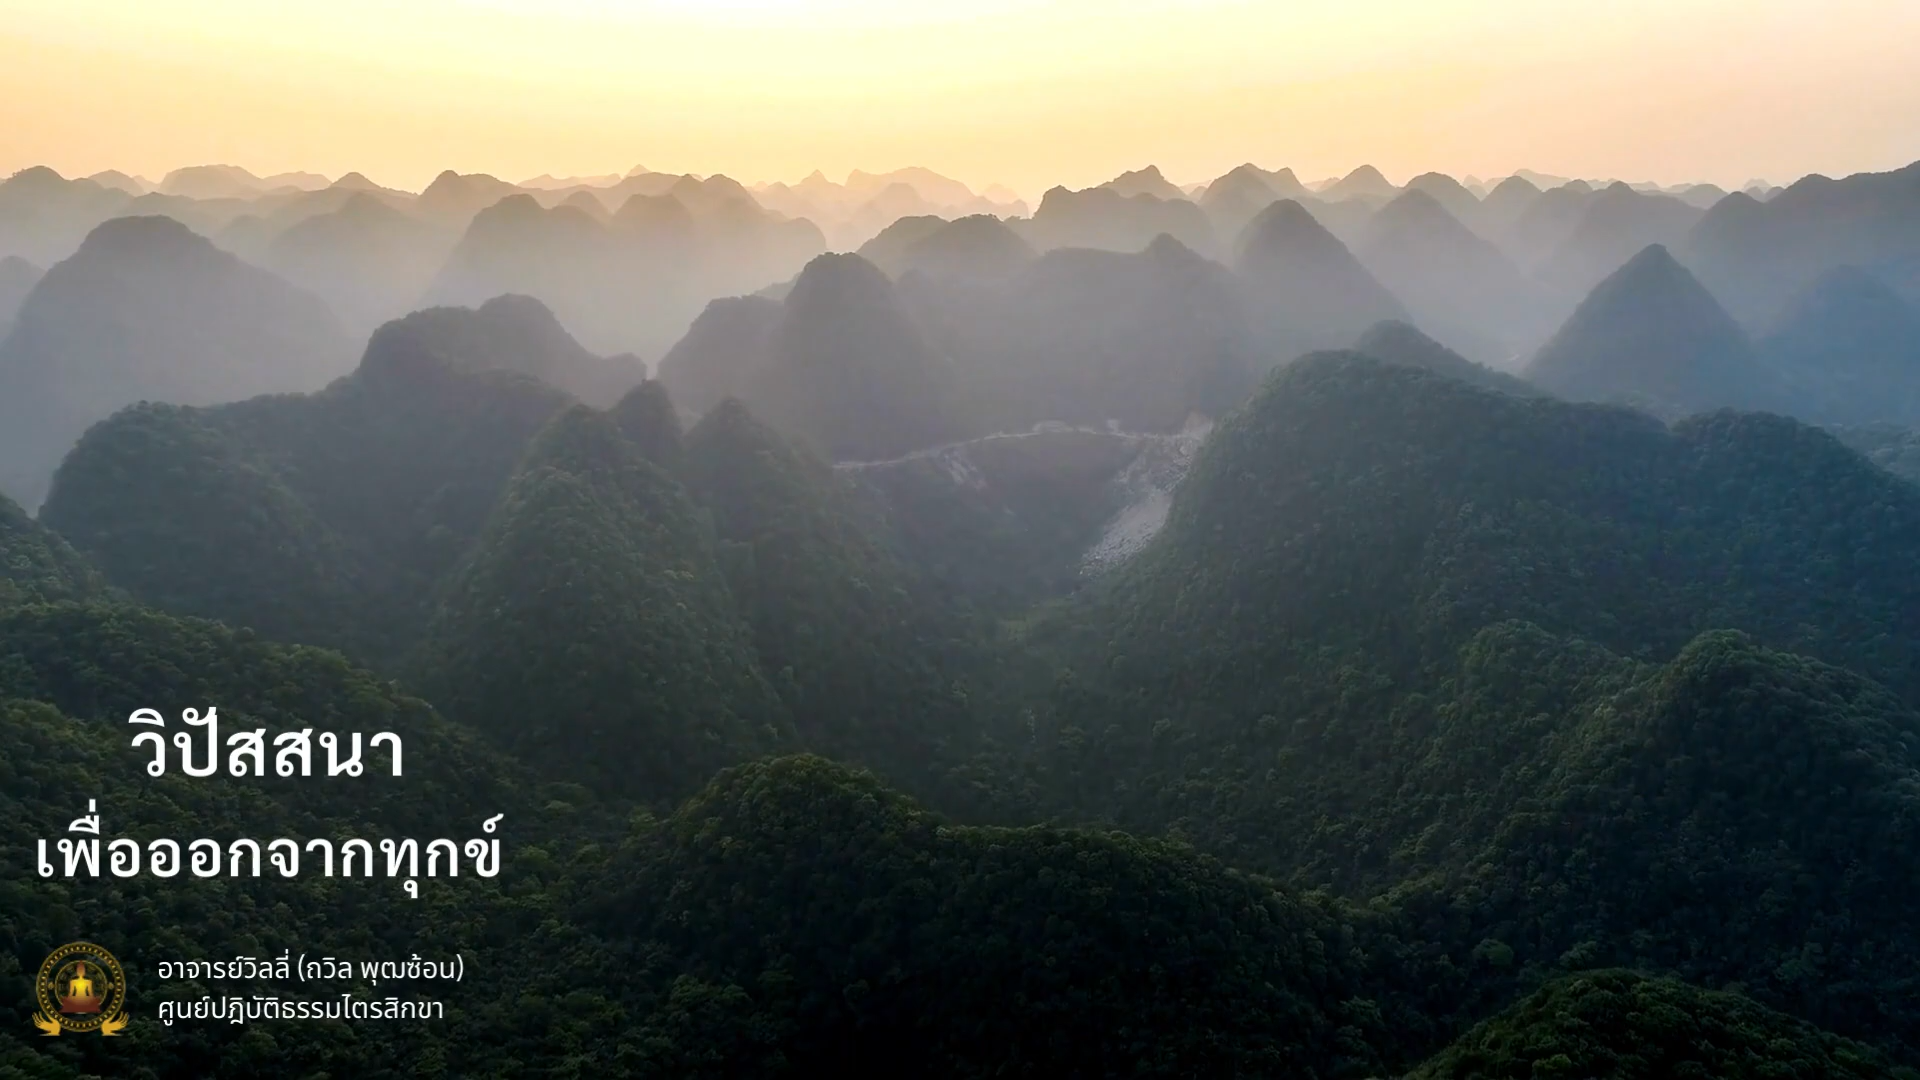 วิปัสสนา
เพื่อออกจากทุกข์
อาจารย์วิลลี่ (ถวิล พุฒซ้อน)
ศูนย์ปฎิบัติธรรมไตรสิกขา